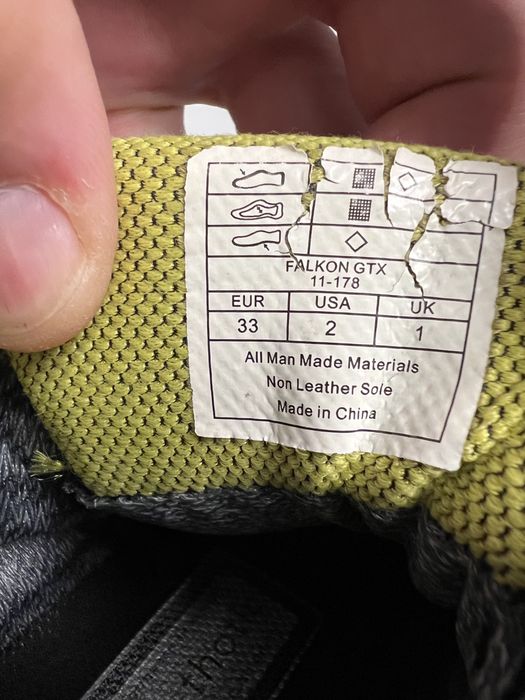 FALKON GTX
11-178
EUR USA UK
33 2 1
All Man Made Materials
Non Leather Sole
Made in China